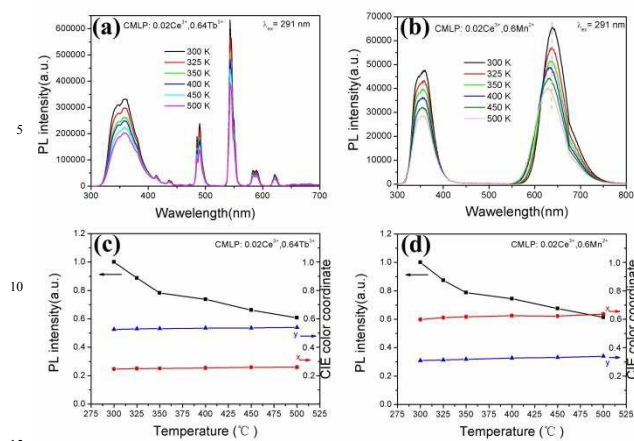 (a) CMLP: 0.02Ce³⁺,0.64Tb³⁺ λex = 291 nm
300 K
325 K
350 K
400 K
450 K
500 K
PL intensity(a.u.)
600000
500000
400000
300000
200000
100000
0
300 400 500 600 700
Wavelength(nm)
(b) CMLP: 0.02Ce³⁺,0.6Mn²⁺ λex = 291 nm
300 K
325 K
350 K
400 K
450 K
500 K
PL intensity(a.u.)
70000
60000
50000
40000
30000
20000
10000
0
300 400 500 600 700 800
Wavelength(nm)
5
(c) CMLP: 0.02Ce³⁺,0.64Tb³⁺
PL intensity(a.u.)
1.2
1.0
0.8
0.6
0.4
0.2
0.0
1.0
0.8
0.6
0.4
0.2
y
x
CIE color coordinate
275 300 325 350 375 400 425 450 475 500 525
Temperature (℃)
(d) CMLP: 0.02Ce³⁺,0.6Mn²⁺
PL intensity(a.u.)
1.2
1.0
0.8
0.6
0.4
0.2
0.0
1.0
0.8
0.6
0.4
0.2
x
y
CIE color coordinate
275 300 325 350 375 400 425 450 475 500 525
Temperature (℃)
10